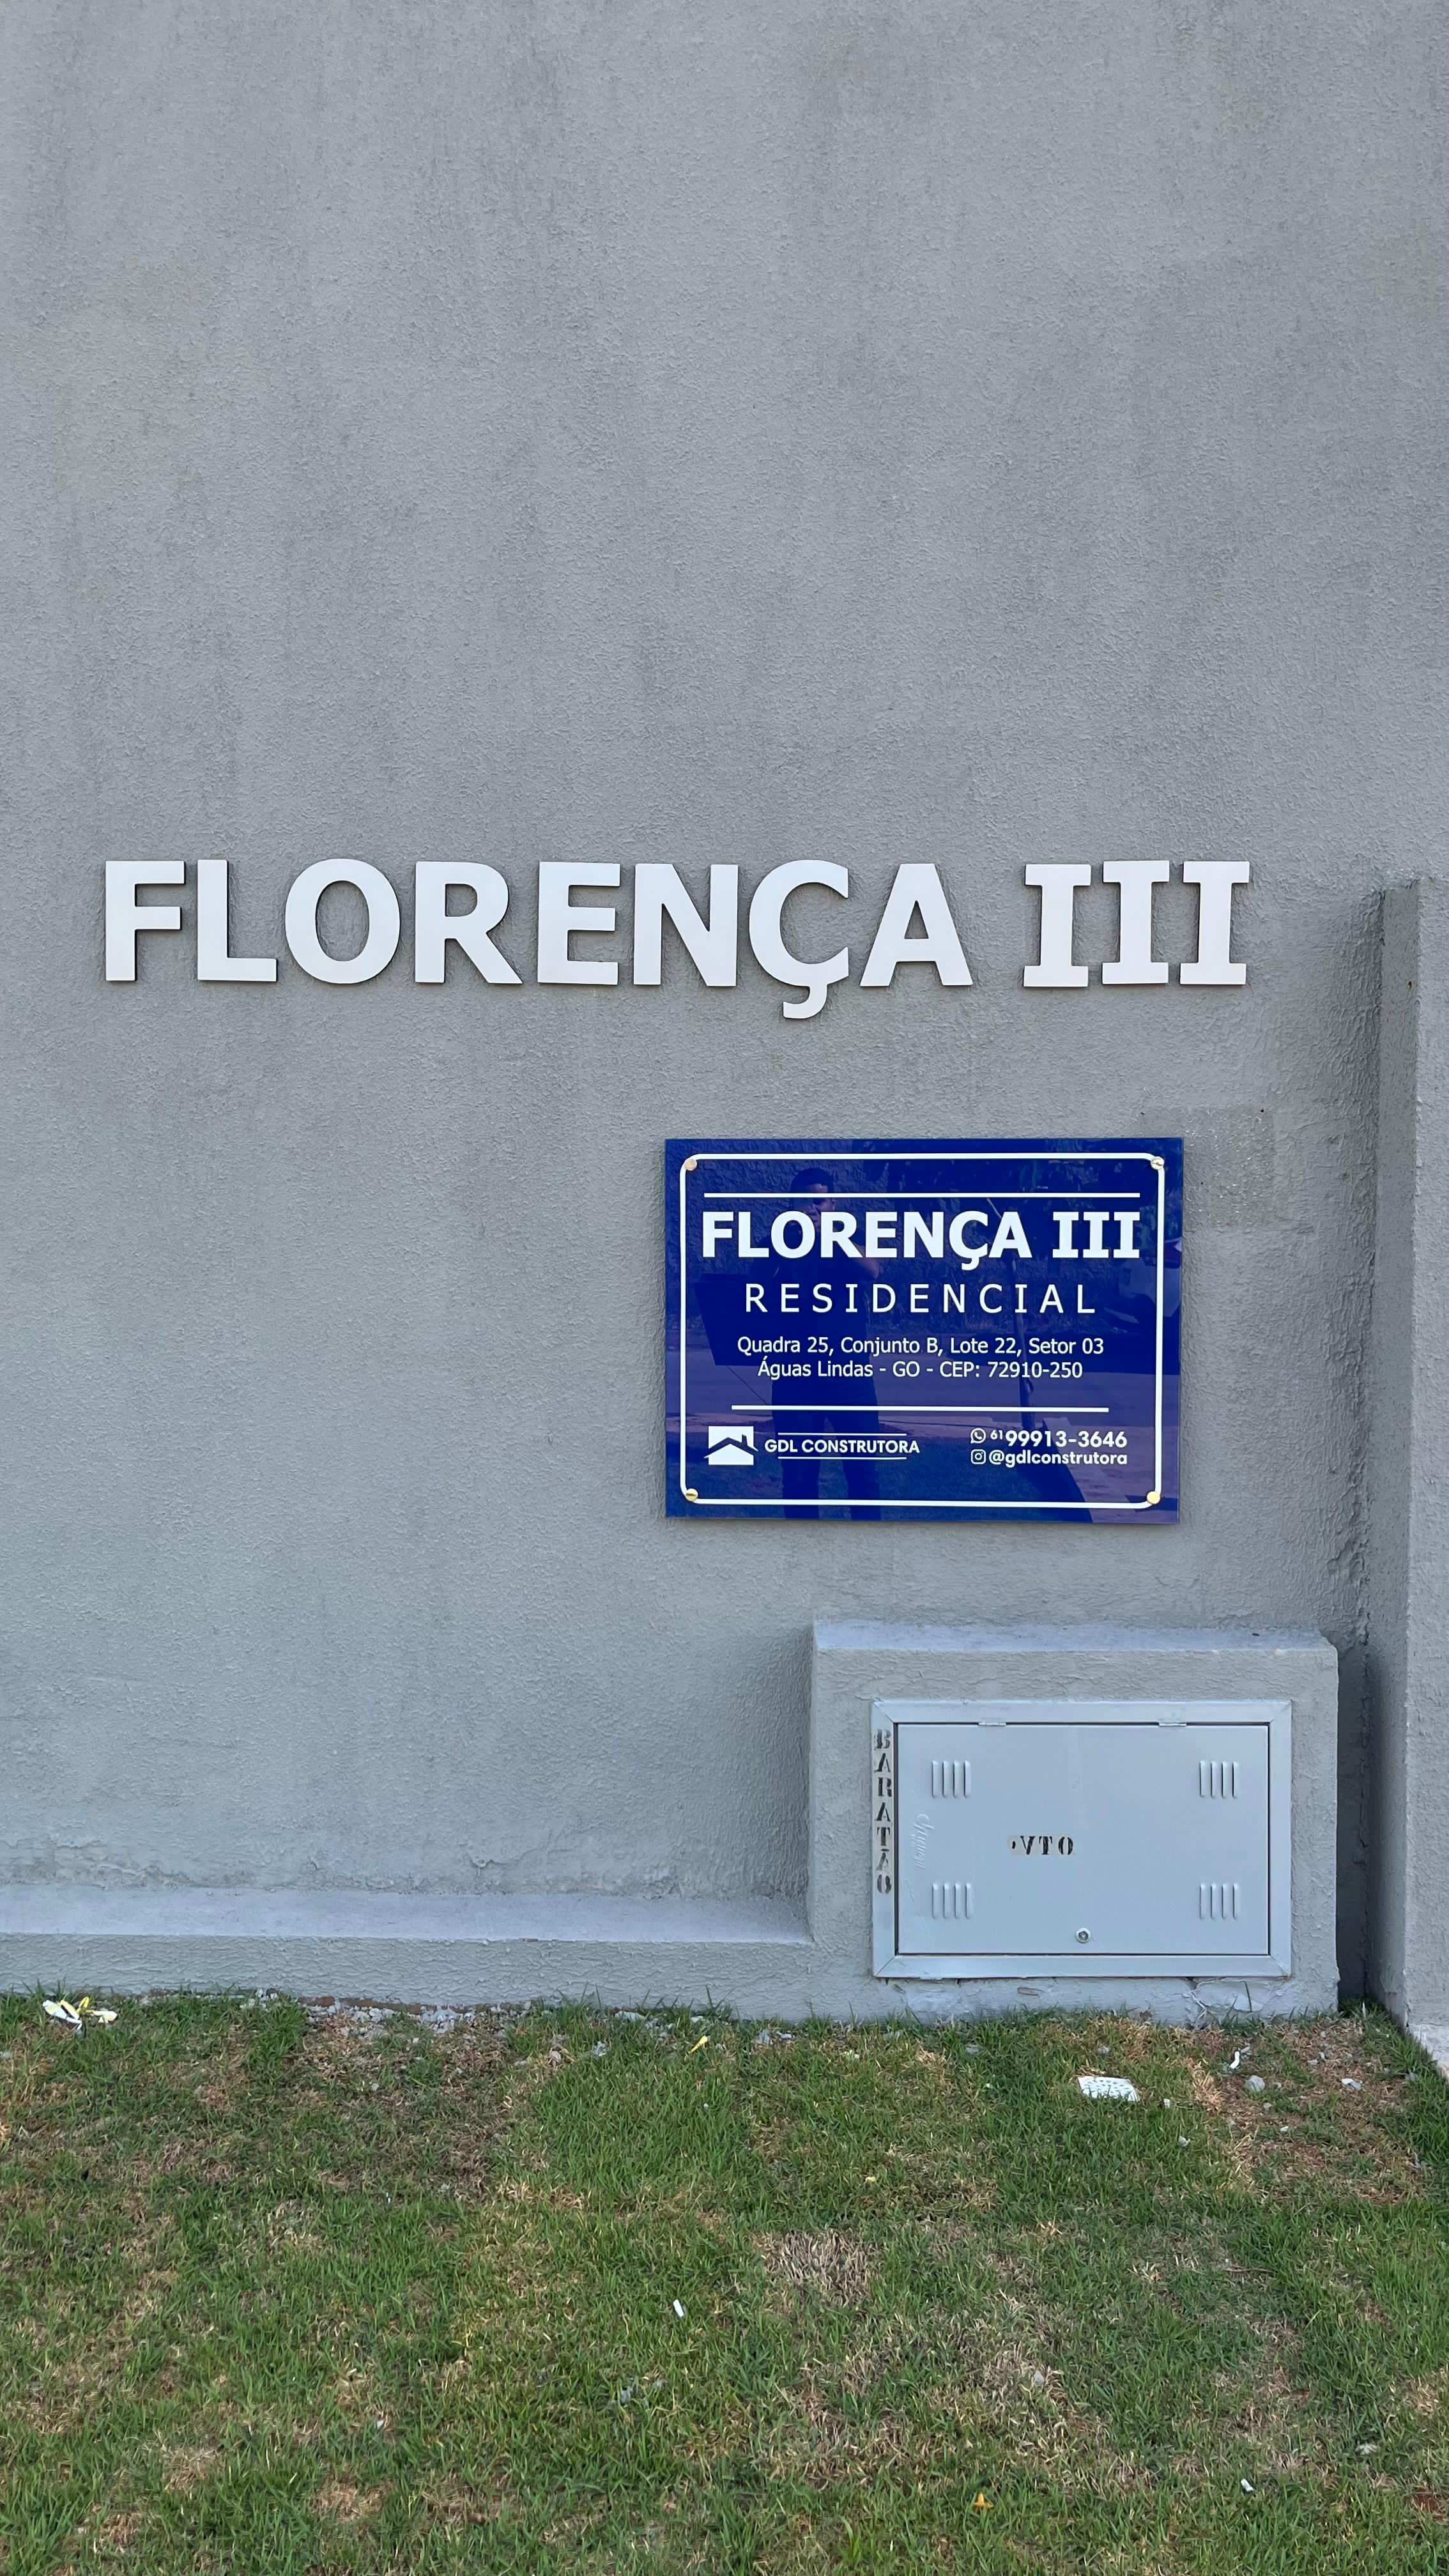 FLORENÇA III
FLORENÇA III
RESIDENCIAL
Quadra 25, Conjunto B, Lote 22, Setor 03
Águas Lindas - GO - CEP: 72910-250
GDL CONSTRUTORA
61 99913-3646
@gdlconstrutora
BARATÃO
VTO